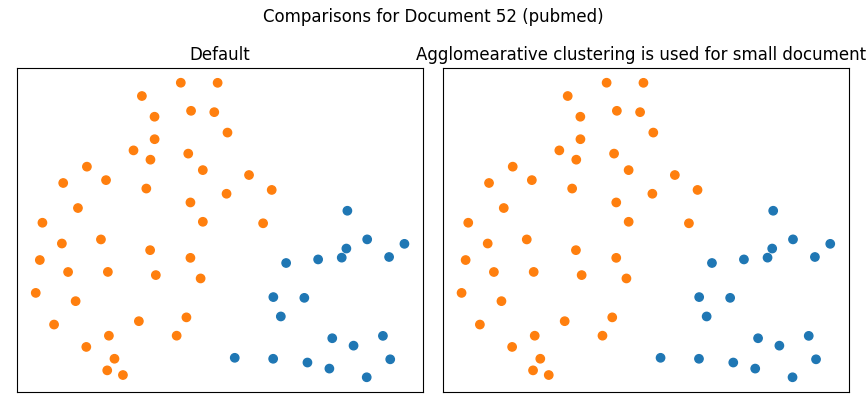 Comparisons for Document 52 (pubmed)
Default
Agglomearative clustering is used for small document